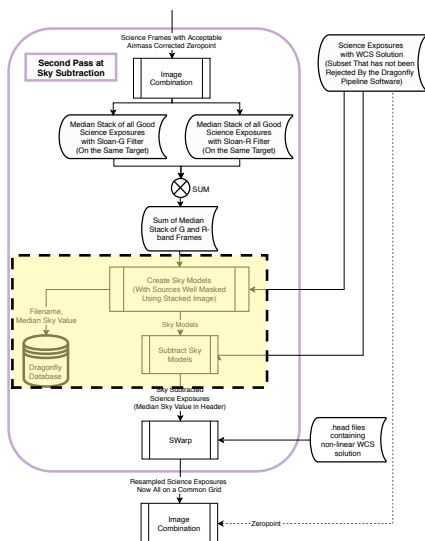 Science Frames with Acceptable
Airmass Corrected Zeropoint
Second Pass at
Sky Subtraction
Image
Combination
Science Exposures
with WCS Solution
(Subset That has not been
Rejected By the Dragonfly
Pipeline Software)
Median Stack of all Good
Science Exposures
with Sloan-G Filter
(On the Same Target)
Median Stack of all Good
Science Exposures
with Sloan-R Filter
(On the Same Target)
SUM
Sum of Median
Stack of G and R-
band Frames
Create Sky Models
(With Sources Well Masked
Using Stacked Image)
Filename,
Median Sky Value
Sky Models
Subtract Sky
Models
Dragonfly
Database
Sky Subtracted
Science Exposures
(Median Sky Value in Header)
SWarp
.head files
containing
non-linear WCS
solution
Resampled Science Exposures
Now All on a Common Grid
Image
Combination
Zeropoint